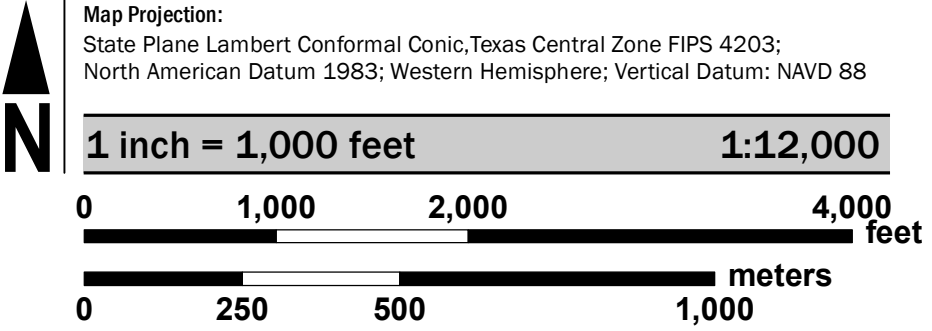 Map Projection:
State Plane Lambert Conformal Conic,Texas Central Zone FIPS 4203;
North American Datum 1983; Western Hemisphere; Vertical Datum: NAVD 88
N
1 inch = 1,000 feet 1:12,000
0 1,000 2,000 4,000
feet
meters
0 250 500 1,000